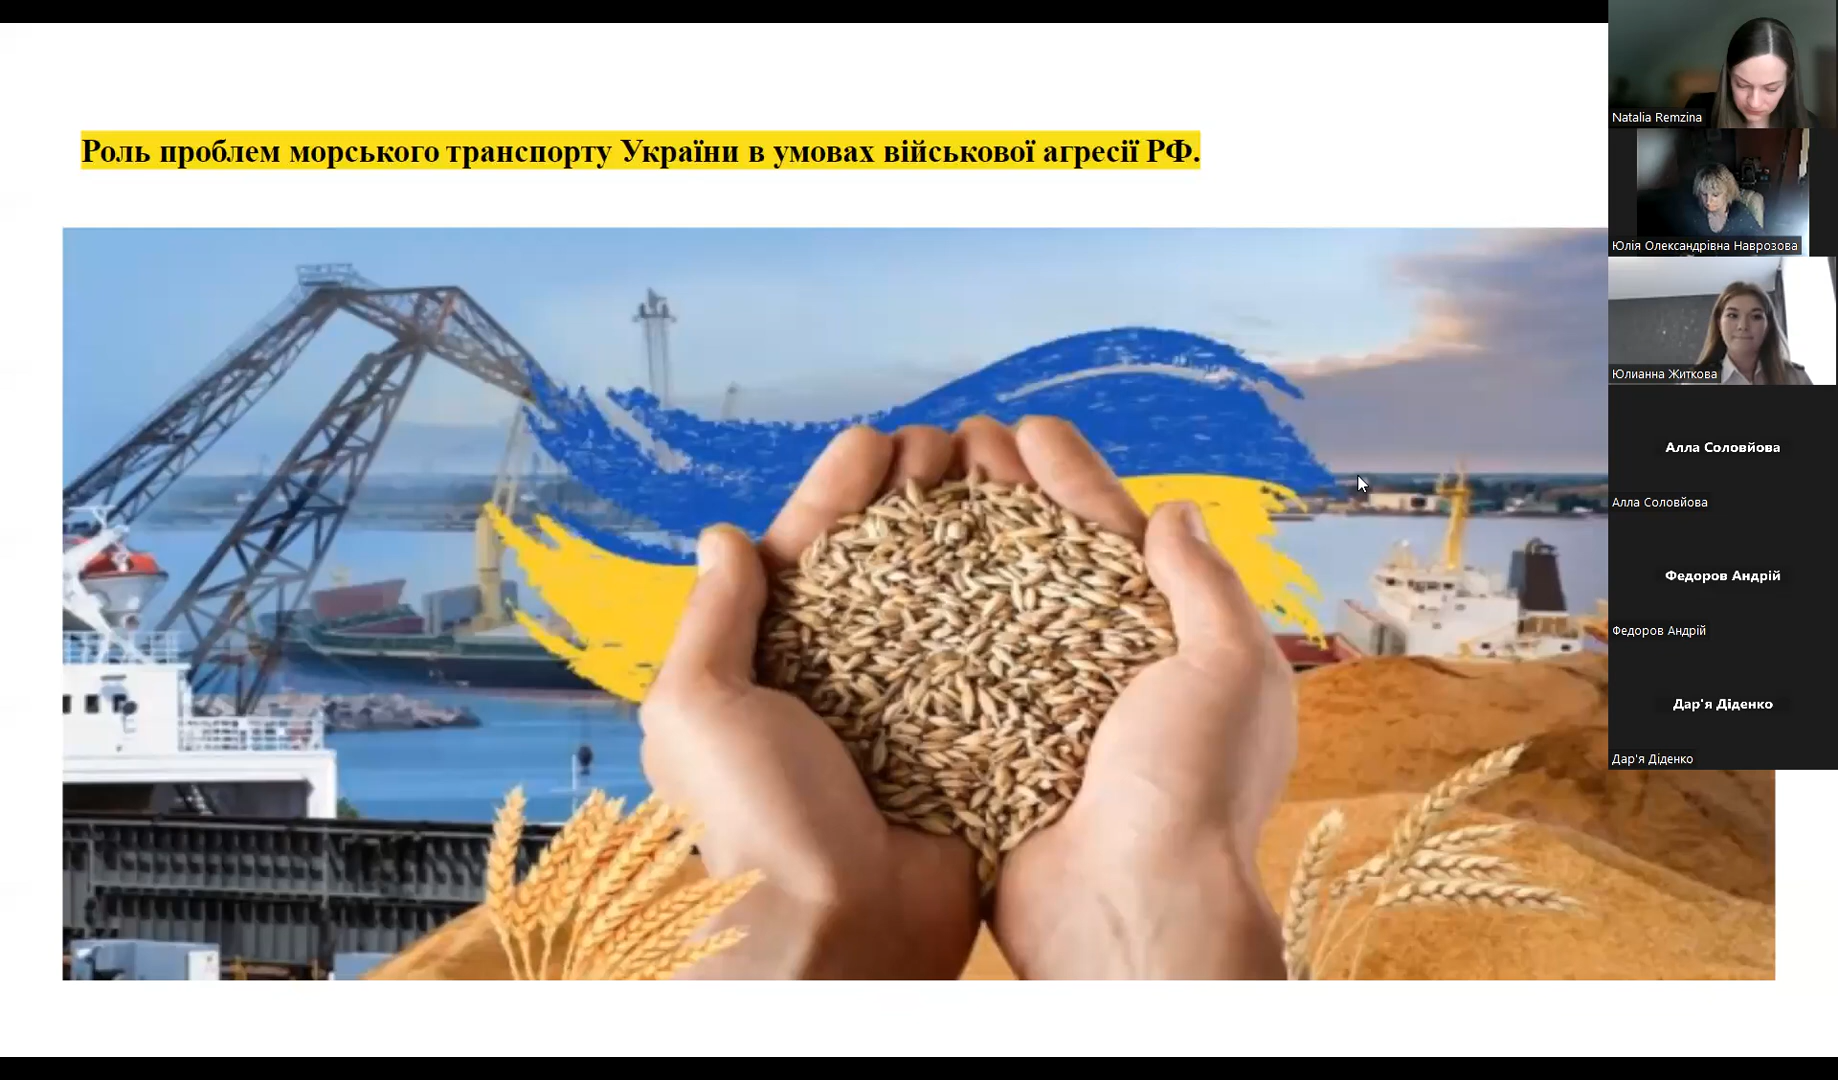 Роль проблем морського транспорту України в умовах військової агресії РФ.
Natalia Remzina
Юлія Олександрівна Наврозова
Юлианна Житкова
Алла Соловйова
Алла Соловйова
Федоров Андрій
Федоров Андрій
Дар'я Діденко
Дар'я Діденко